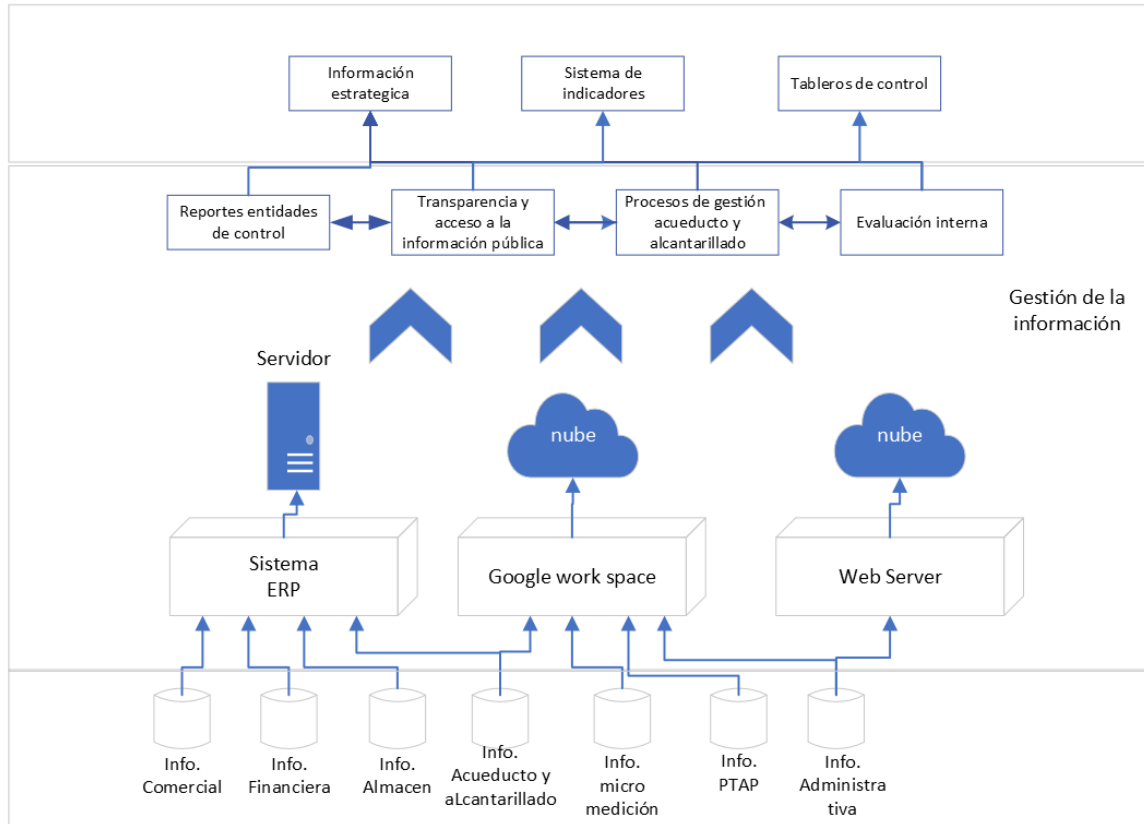 Información
estrategica
Sistema de
indicadores
Tableros de control
Reportes entidades
de control
Transparencia y
acceso a la
información pública
Procesos de gestión
acueducto y
alcantarillado
Evaluación interna
Gestión de la
información
Servidor
nube
nube
Sistema
ERP
Google work space
Web Server
Info.
Comercial
Info.
Financiera
Info.
Almacen
Info.
Acueducto y
aLcantarillado
Info.
micro
medición
Info.
PTAP
Info.
Administra
tiva